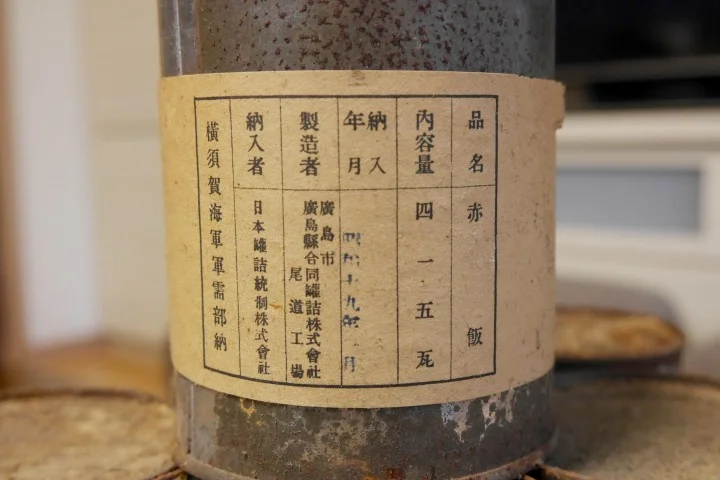 品名 赤飯
內容量 四一五瓦
納入年月 昭和十九年 月
製造者 廣島市
廣島縣合同罐詰株式會社
尾道工場
納入者 日本罐詰統制株式會社
橫須賀海軍軍需部納